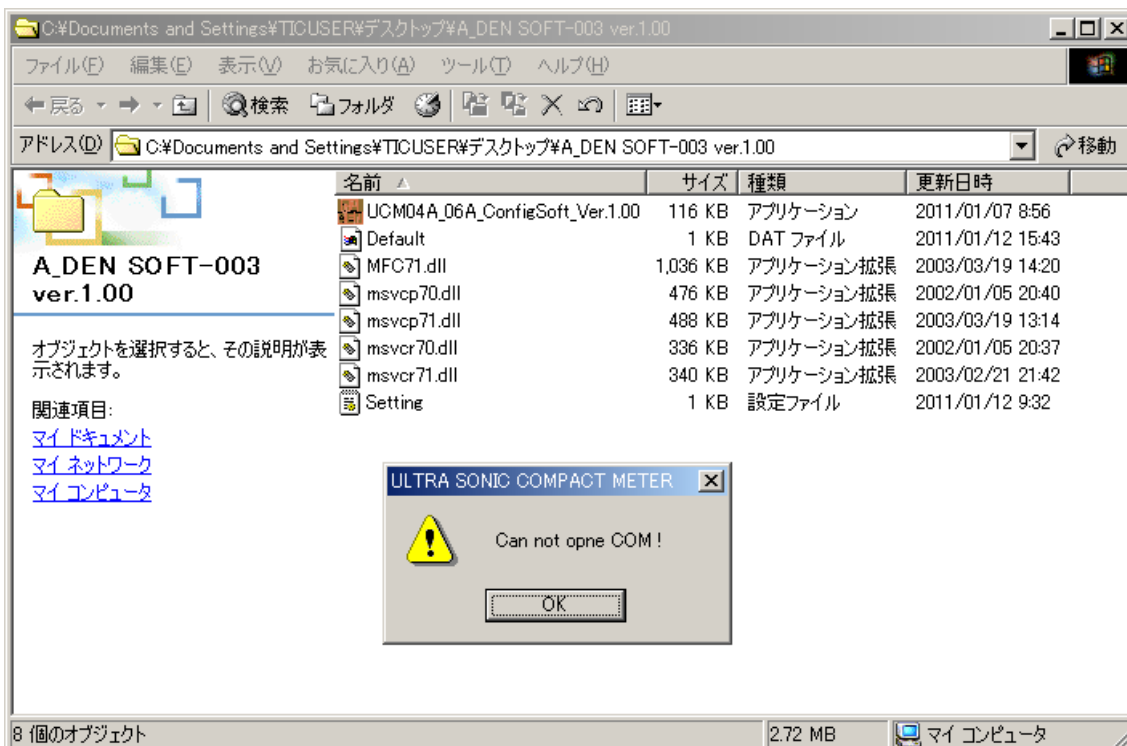 C:¥Documents and Settings¥TICUSER¥デスクトップ¥A_DEN SOFT-003 ver.1.00
ファイル(F) 編集(E) 表示(V) お気に入り(A) ツール(T) ヘルプ(H)
戻る 検索 フォルダ
アドレス(D) C:¥Documents and Settings¥TICUSER¥デスクトップ¥A_DEN SOFT-003 ver.1.00 移動
名前 サイズ 種類 更新日時
UCM04A_06A_ConfigSoft_Ver.1.00 116 KB アプリケーション 2011/01/07 8:56
Default 1 KB DAT ファイル 2011/01/12 15:43
MFC71.dll 1,036 KB アプリケーション拡張 2003/03/19 14:20
msvcp70.dll 476 KB アプリケーション拡張 2002/01/05 20:40
msvcp71.dll 488 KB アプリケーション拡張 2003/03/19 13:14
msvcr70.dll 336 KB アプリケーション拡張 2002/01/05 20:37
msvcr71.dll 340 KB アプリケーション拡張 2003/02/21 21:42
Setting 1 KB 設定ファイル 2011/01/12 9:32
A_DEN SOFT-003
ver.1.00
オブジェクトを選択すると、その説明が表
示されます。
関連項目:
マイ ドキュメント
マイ ネットワーク
マイ コンピュータ
ULTRA SONIC COMPACT METER
Can not opne COM !
OK
8 個のオブジェクト 2.72 MB マイ コンピュータ